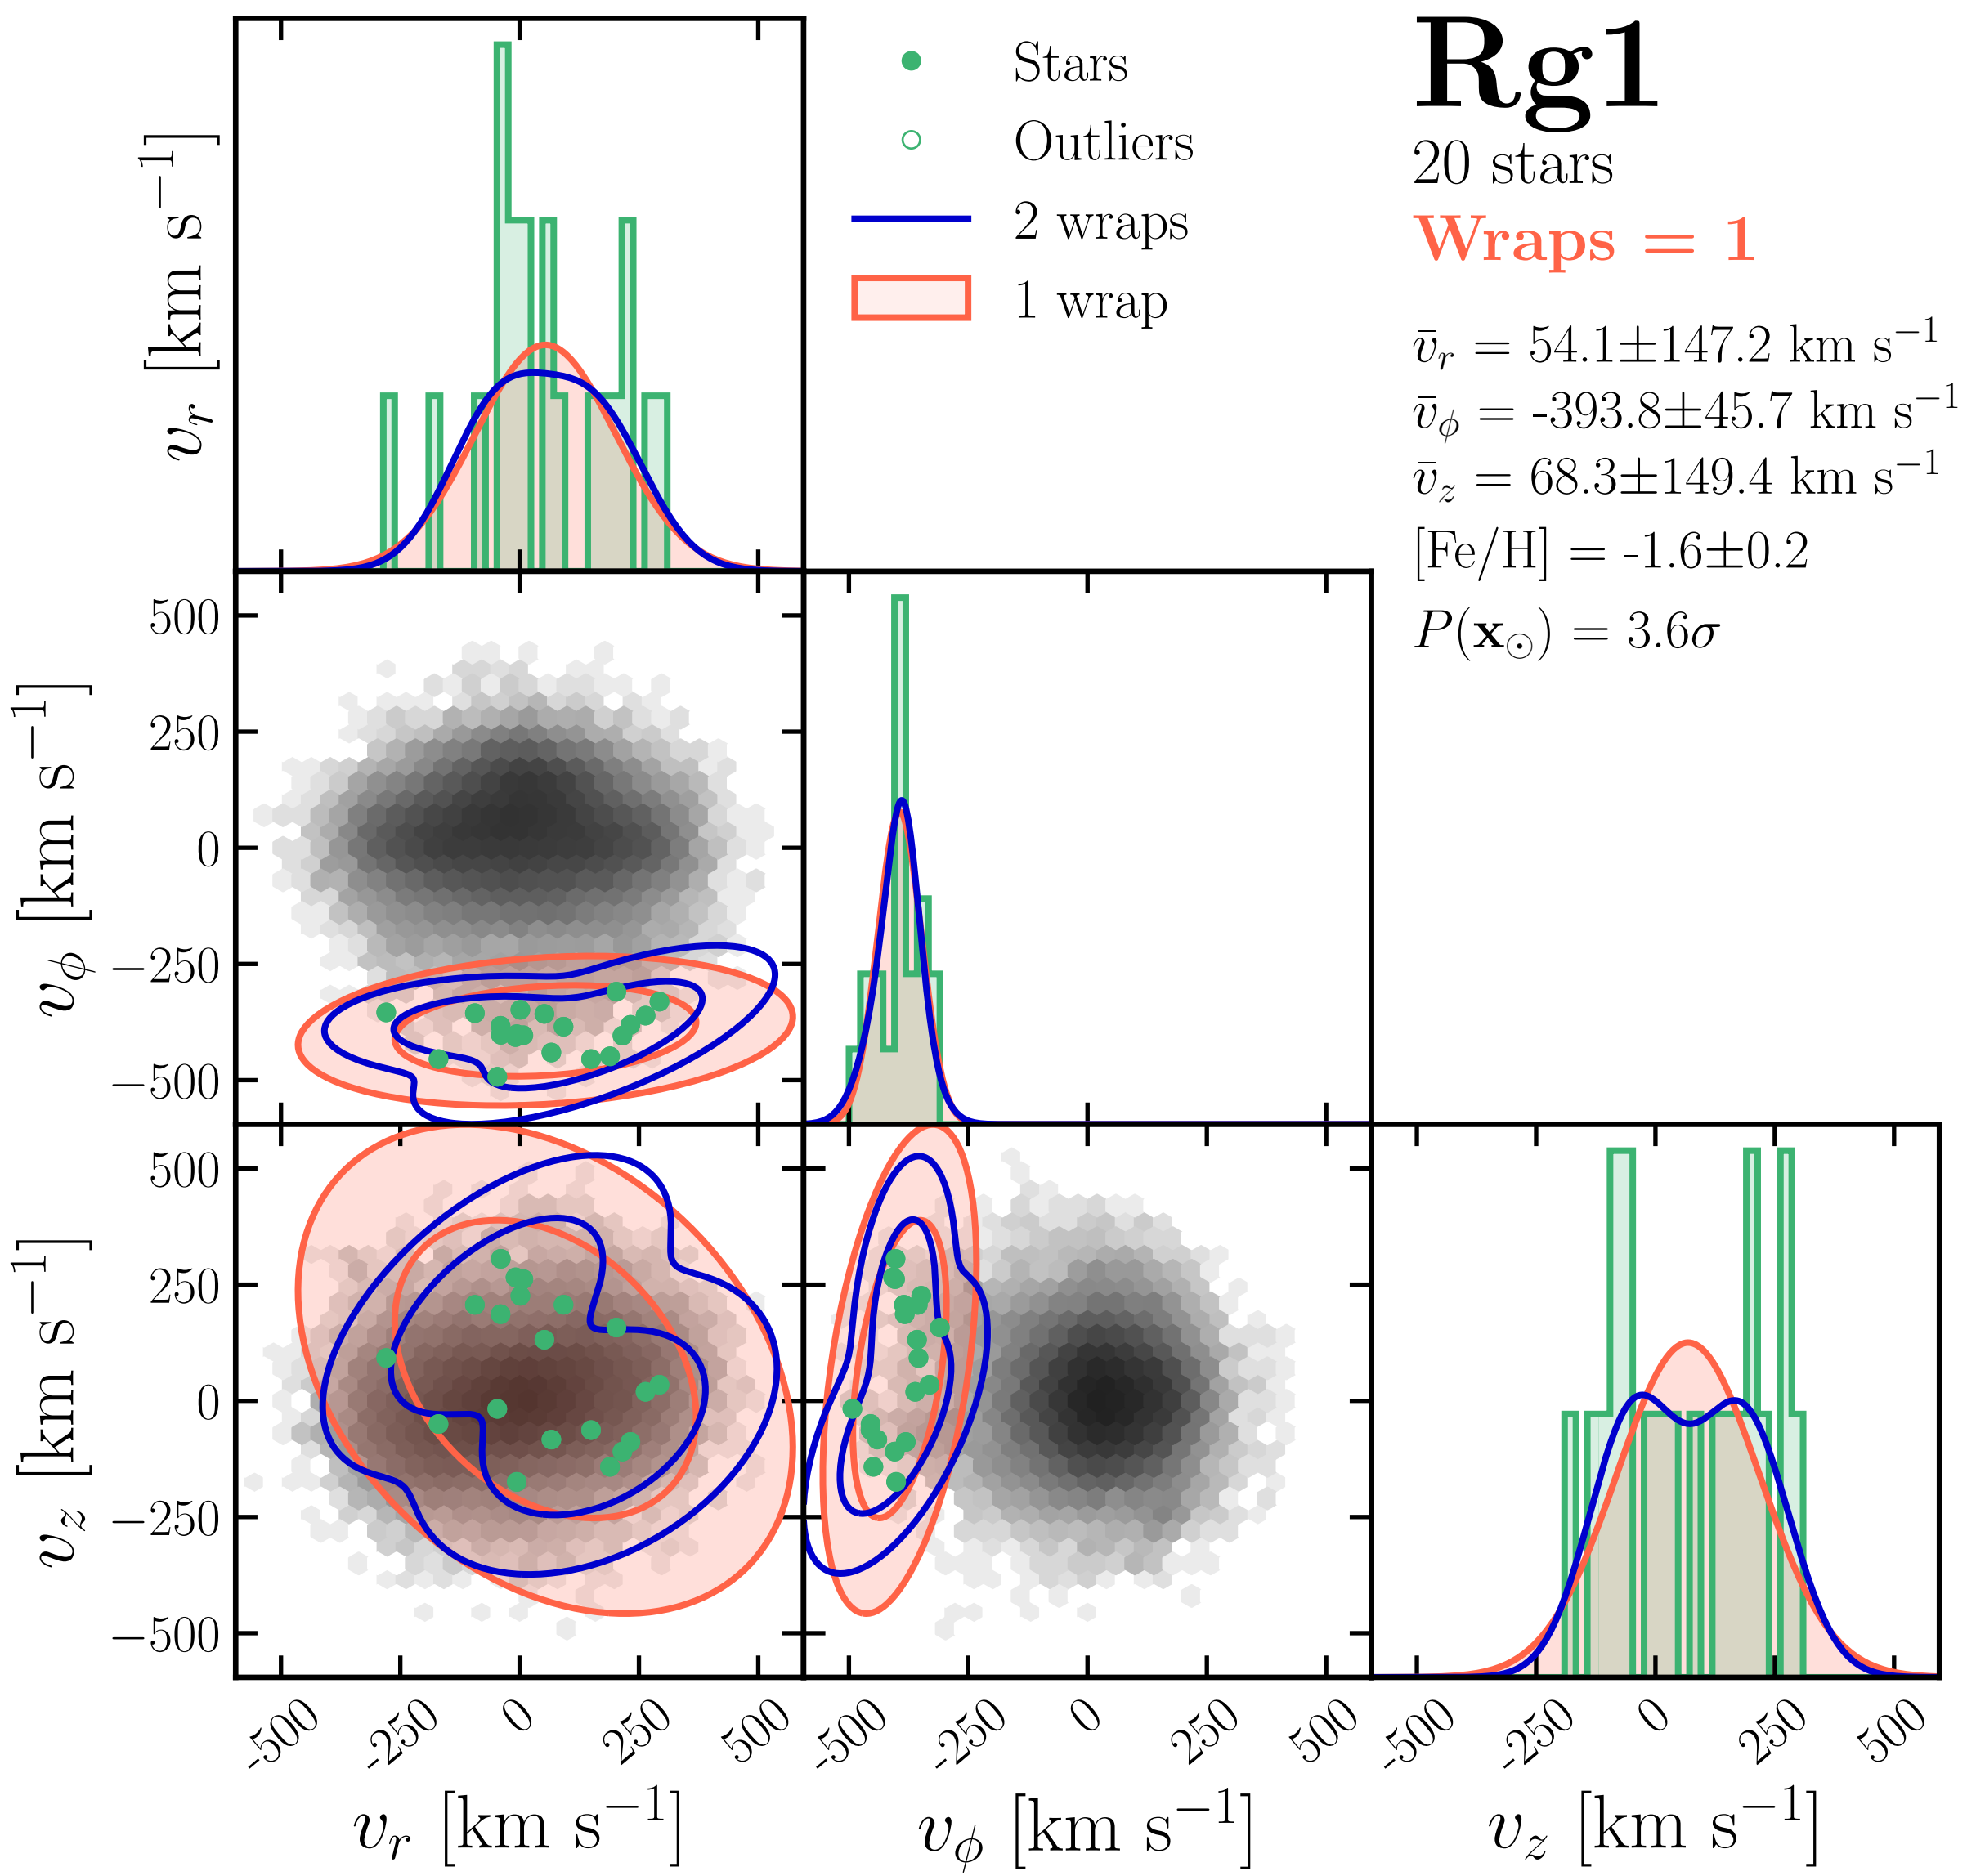 Stars
Outliers
2 wraps
1 wrap
Rg1
20 stars
Wraps = 1
v̄_r = 54.1±147.2 km s⁻¹
v̄_ϕ = -393.8±45.7 km s⁻¹
v̄_z = 68.3±149.4 km s⁻¹
[Fe/H] = -1.6±0.2
P(x_⊙) = 3.6σ
v_r [km s⁻¹]
500
250
0
−250
−500
v_ϕ [km s⁻¹]
500
250
0
−250
−500
v_z [km s⁻¹]
-500 -250 0 250 500
-500 -250 0 250 500
-500 -250 0 250 500
v_r [km s⁻¹]
v_ϕ [km s⁻¹]
v_z [km s⁻¹]